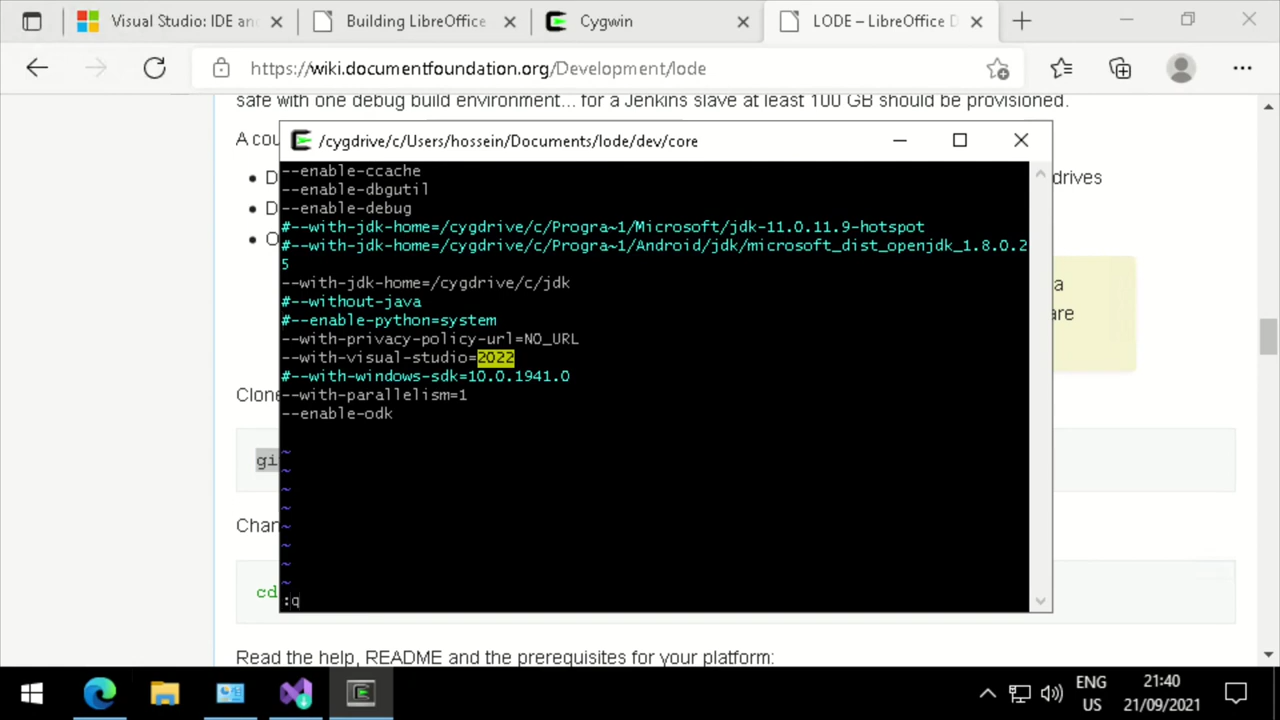 Visual Studio: IDE an
Building LibreOffice
Cygwin
LODE – LibreOffice D
https://wiki.documentfoundation.org/Development/lode
safe with one debug build environment... for a Jenkins slave at least 100 GB should be provisioned.
A cou
/cygdrive/c/Users/hossein/Documents/lode/dev/core
D
drives
D
O
a
are
--enable-ccache
--enable-dbgutil
--enable-debug
#--with-jdk-home=/cygdrive/c/Progra~1/Microsoft/jdk-11.0.11.9-hotspot
#--with-jdk-home=/cygdrive/c/Progra~1/Android/jdk/microsoft_dist_openjdk_1.8.0.2
5
--with-jdk-home=/cygdrive/c/jdk
#--without-java
#--enable-python=system
--with-privacy-policy-url=NO_URL
--with-visual-studio=2022
#--with-windows-sdk=10.0.1941.0
--with-parallelism=1
--enable-odk
~
~
~
~
~
~
~
~
:q
Clone
gi
Chan
cd
Read the help, README and the prerequisites for your platform:
ENG
US
21:40
21/09/2021